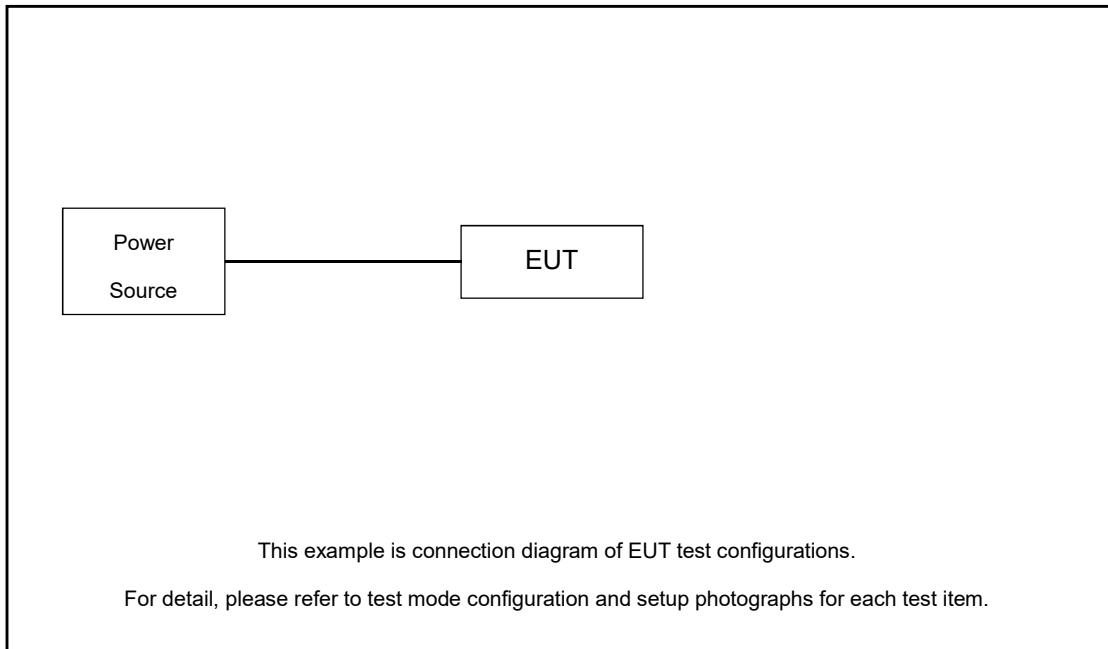 Power
Source
EUT
This example is connection diagram of EUT test configurations.
For detail, please refer to test mode configuration and setup photographs for each test item.